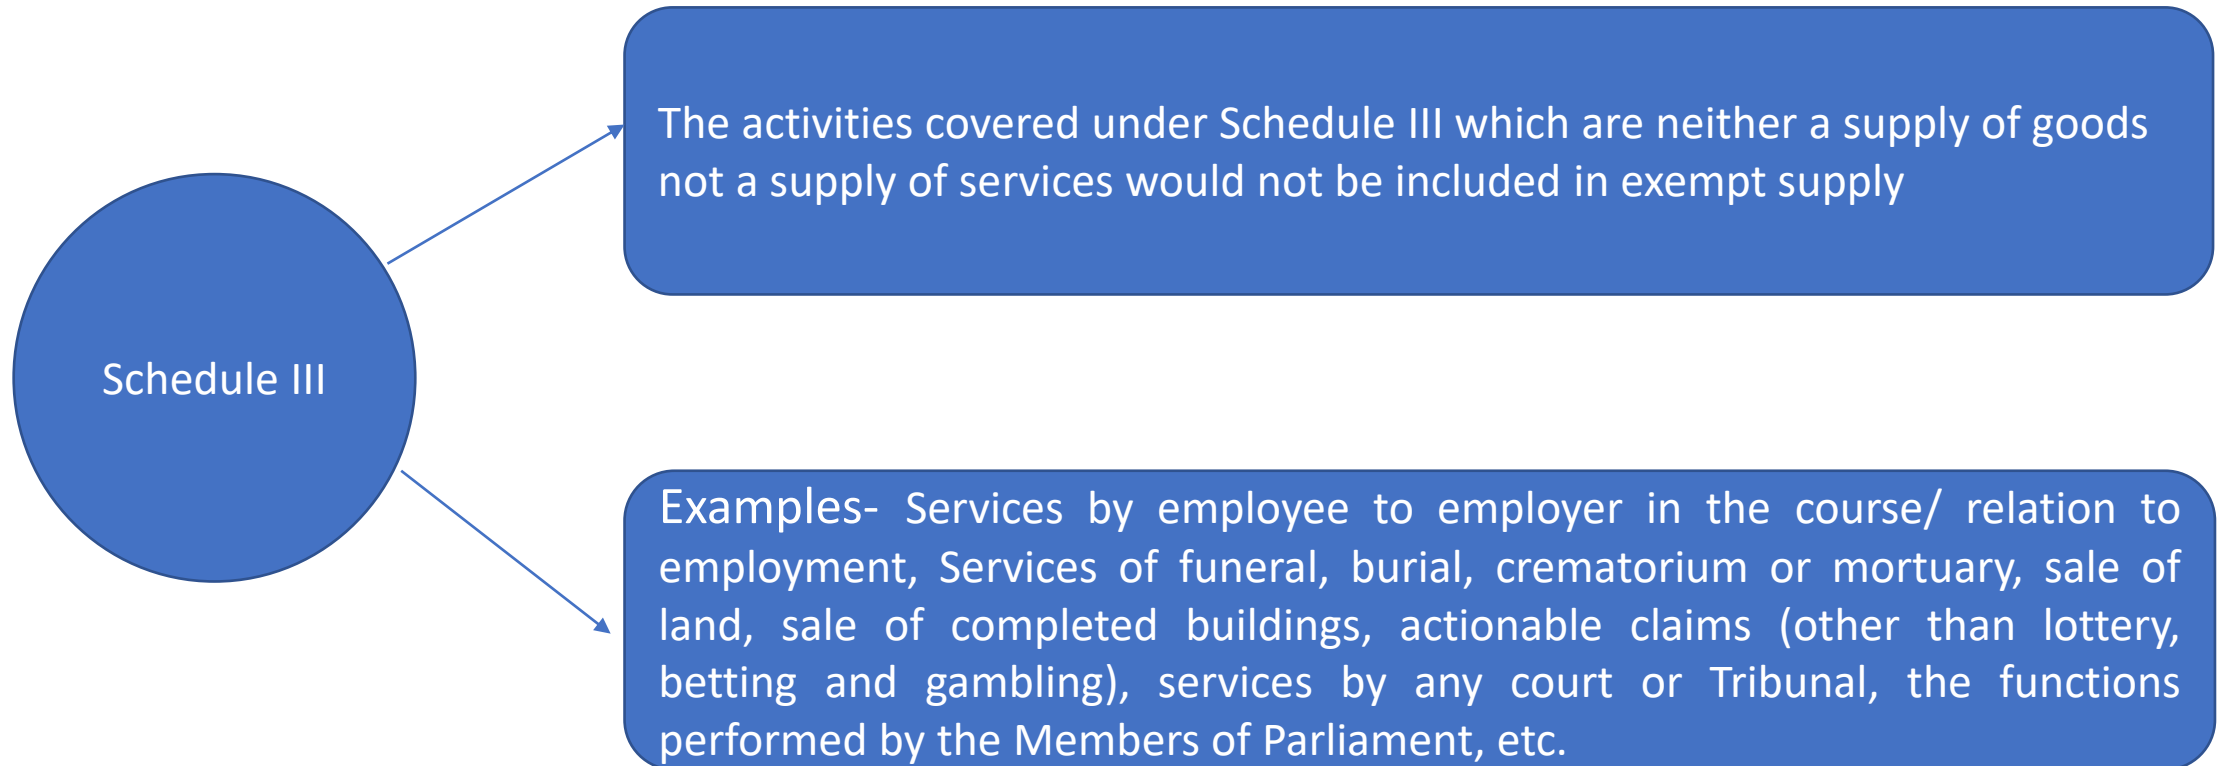 The activities covered under Schedule III which are neither a supply of goods
not a supply of services would not be included in exempt supply
Schedule III
Examples- Services by employee to employer in the course/ relation to
employment, Services of funeral, burial, crematorium or mortuary, sale of
land, sale of completed buildings, actionable claims (other than lottery,
betting and gambling), services by any court or Tribunal, the functions
performed by the Members of Parliament, etc.